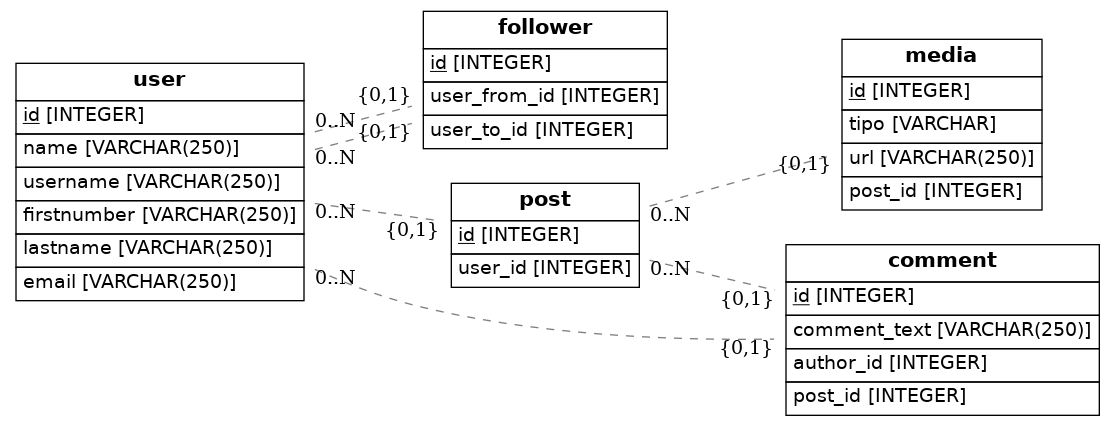 user
id [INTEGER]
name [VARCHAR(250)]
username [VARCHAR(250)]
firstnumber [VARCHAR(250)]
lastname [VARCHAR(250)]
email [VARCHAR(250)]
follower
id [INTEGER]
user_from_id [INTEGER]
user_to_id [INTEGER]
{0,1}
0..N
{0,1}
0..N
post
id [INTEGER]
user_id [INTEGER]
0..N
{0,1}
media
id [INTEGER]
tipo [VARCHAR]
url [VARCHAR(250)]
post_id [INTEGER]
{0,1}
0..N
comment
id [INTEGER]
comment_text [VARCHAR(250)]
author_id [INTEGER]
post_id [INTEGER]
0..N
{0,1}
0..N
{0,1}